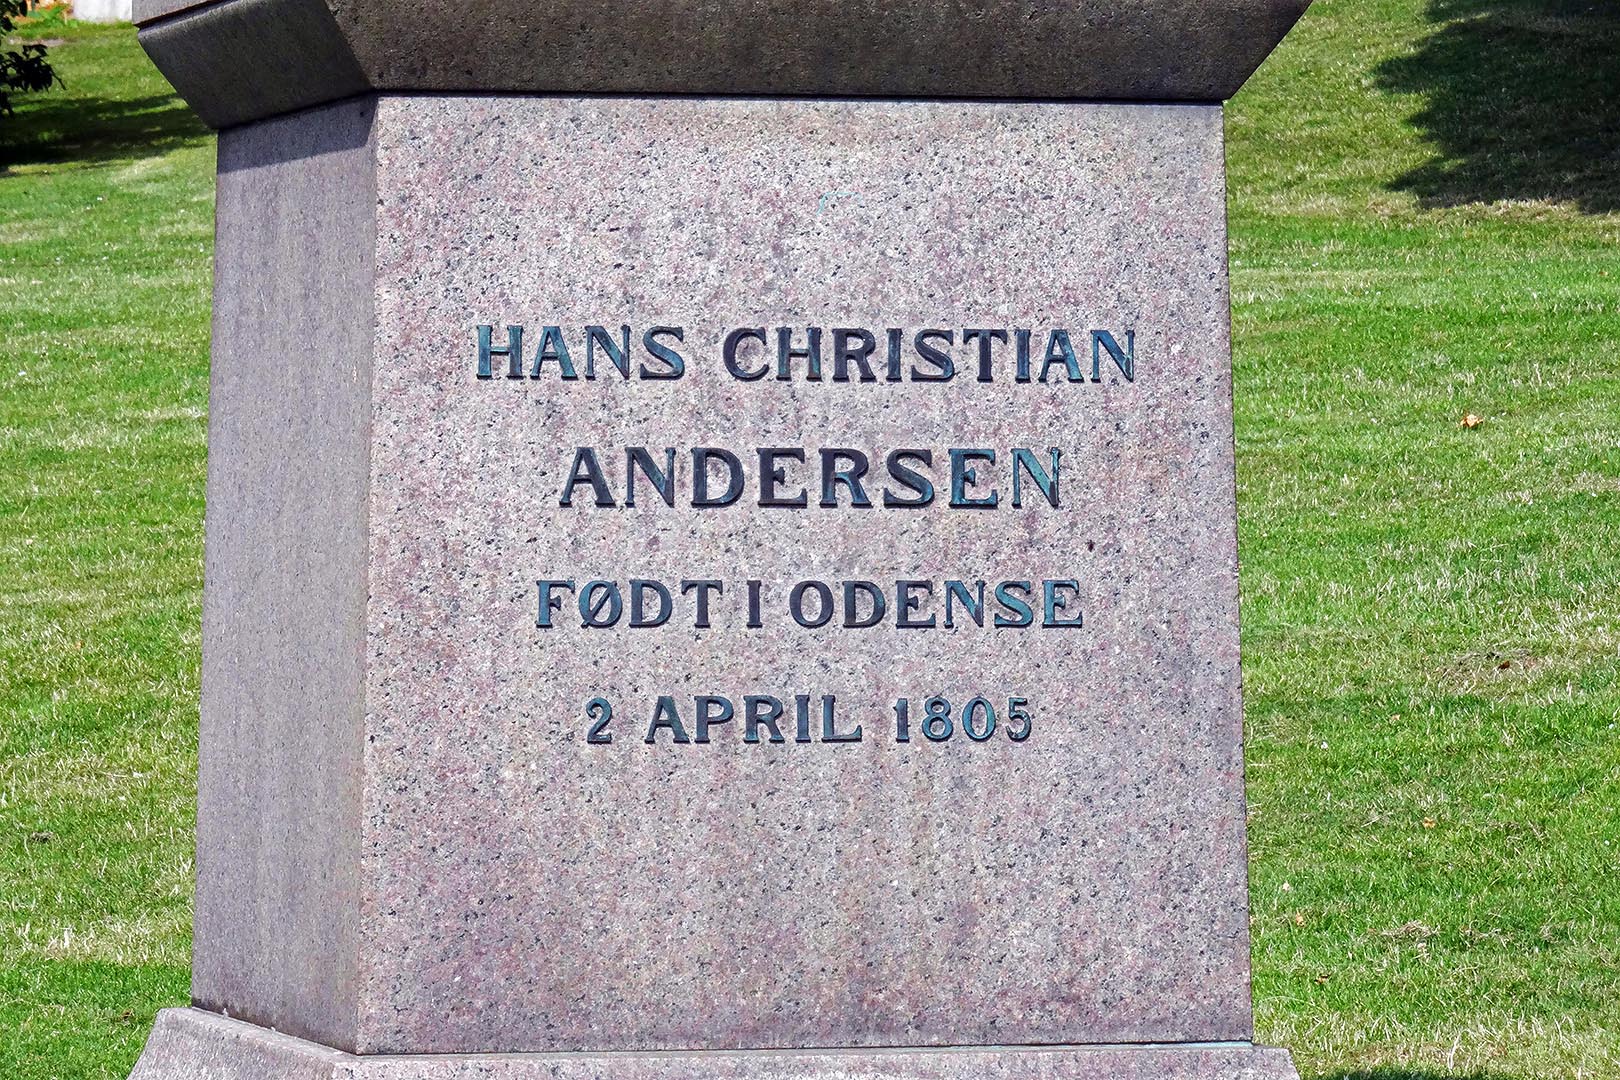 HANS CHRISTIAN
ANDERSEN
FØDT I ODENSE
2 APRIL 1805